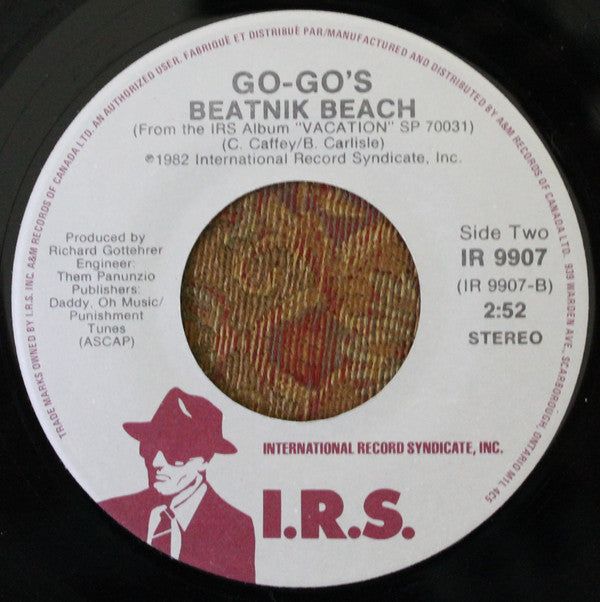 GO-GO'S
BEATNIK BEACH
(From the IRS Album "VACATION" SP 70031)
(C. Caffey/B. Carlisle)
℗1982 International Record Syndicate, Inc.
Produced by
Richard Gottehrer
Engineer:
Them Panunzio
Publishers:
Daddy, Oh Music/
Punishment
Tunes
(ASCAP)
Side Two
IR 9907
(IR 9907-B)
2:52
STEREO
INTERNATIONAL RECORD SYNDICATE, INC.
I.R.S.
TRADE MARKS OWNED BY I.R.S. INC. A&M RECORDS OF CANADA LTD. AN AUTHORIZED USER. FABRIQUÉ ET DISTRIBUÉ PAR/MANUFACTURED AND DISTRIBUTED BY A&M RECORDS OF CANADA LTD., 939 WARDEN AVE., SCARBOROUGH, ONTARIO M1L 4C5